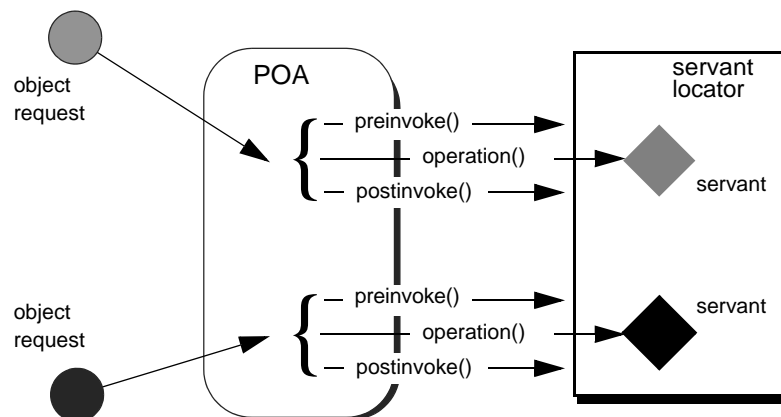 POA
servant
locator
object
request
preinvoke()
operation()
postinvoke()
servant
object
request
preinvoke()
operation()
postinvoke()
servant